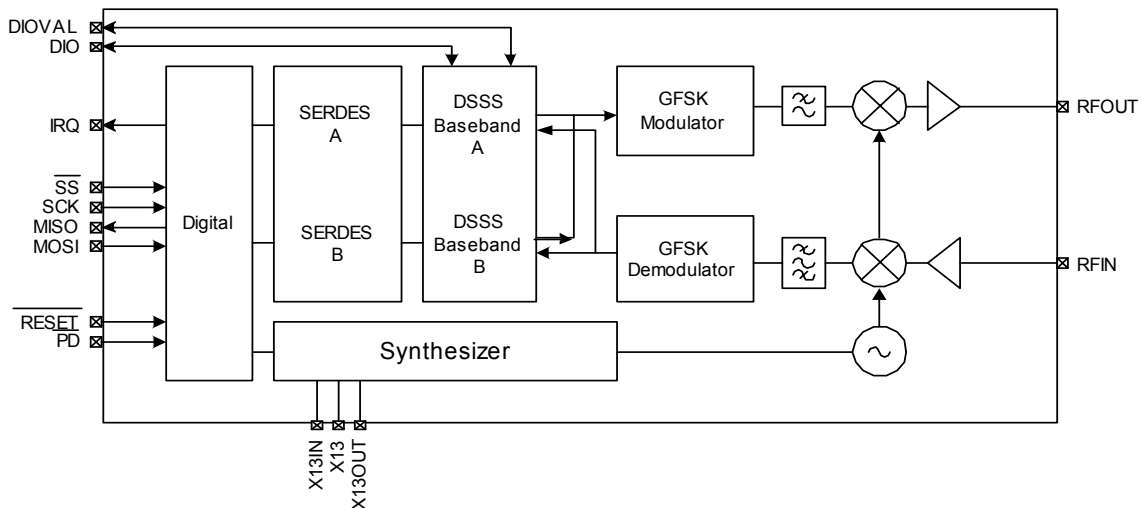 DIOVAL
DIO
IRQ
SS
SCK
MISO
MOSI
RESET
PD
Digital
SERDES
A
SERDES
B
DSSS
Baseband
A
DSSS
Baseband
B
GFSK
Modulator
GFSK
Demodulator
Synthesizer
RFOUT
RFIN
X13IN
X13
X13OUT